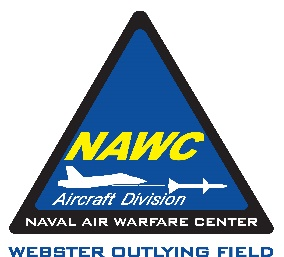 NAWC
Aircraft Division
NAVAL AIR WARFARE CENTER
WEBSTER OUTLYING FIELD